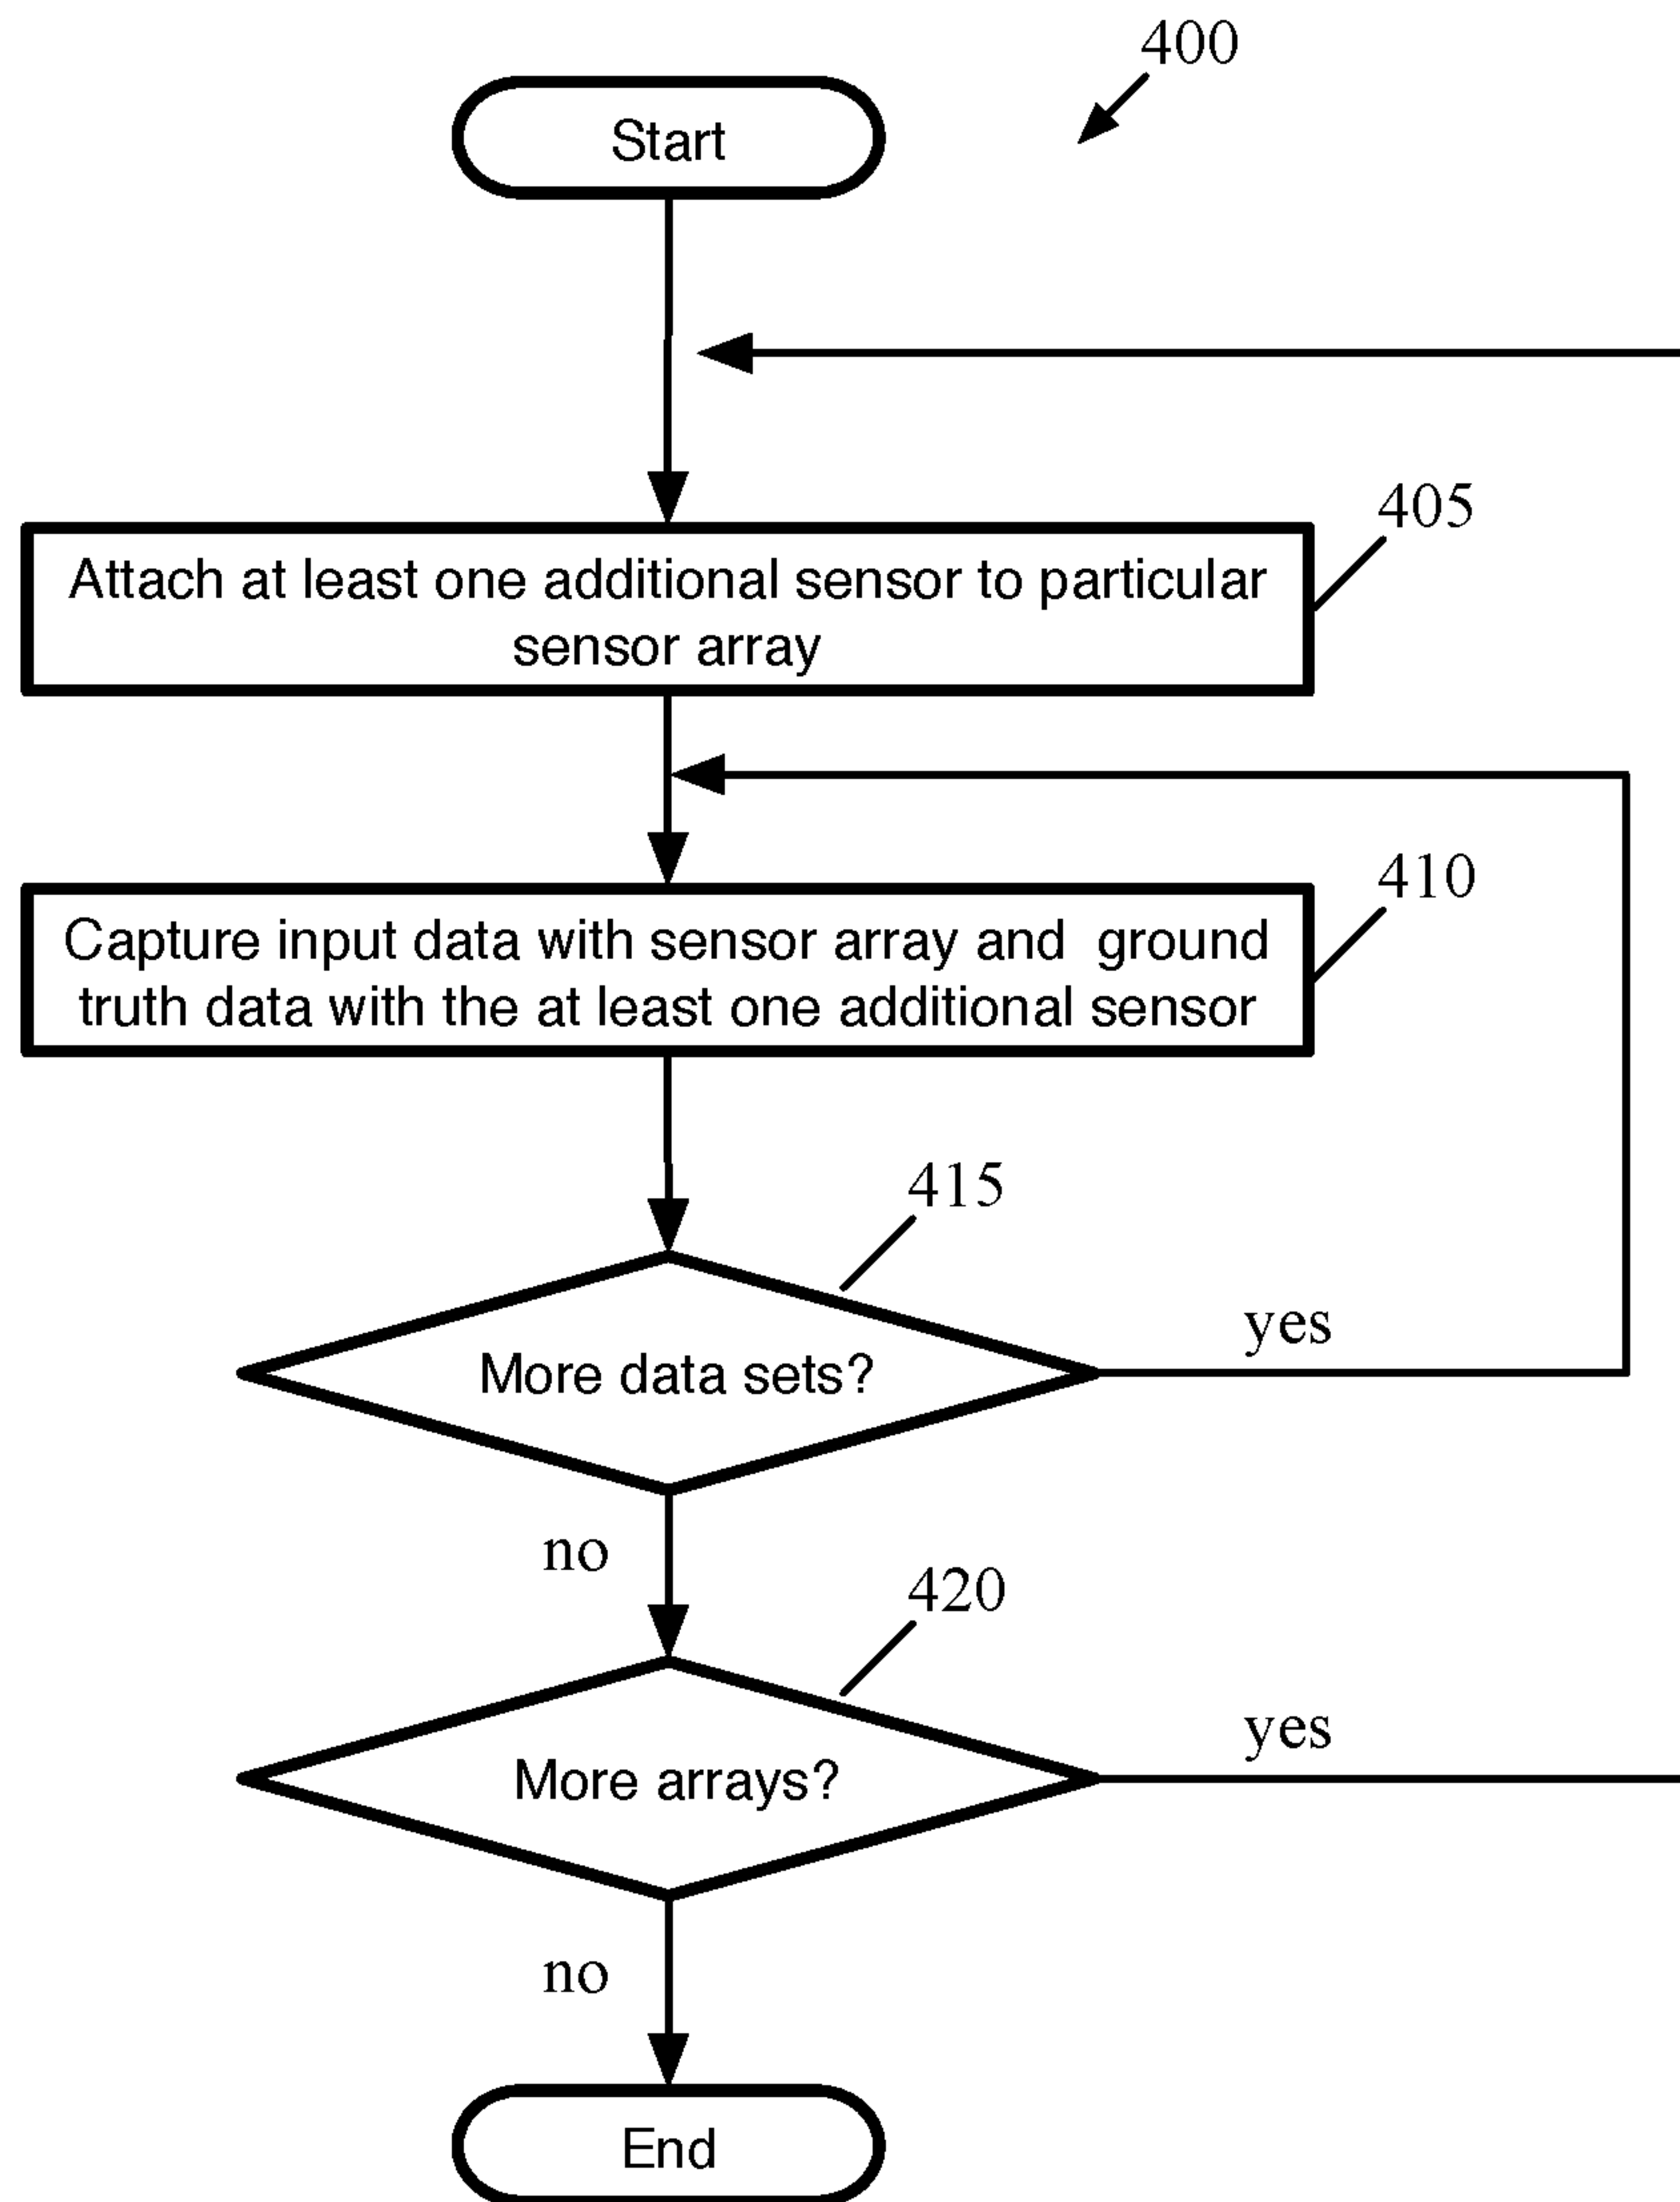 400
Start
405
Attach at least one additional sensor to particular
sensor array
410
Capture input data with sensor array and ground
truth data with the at least one additional sensor
415
More data sets?
yes
no
420
More arrays?
yes
no
End